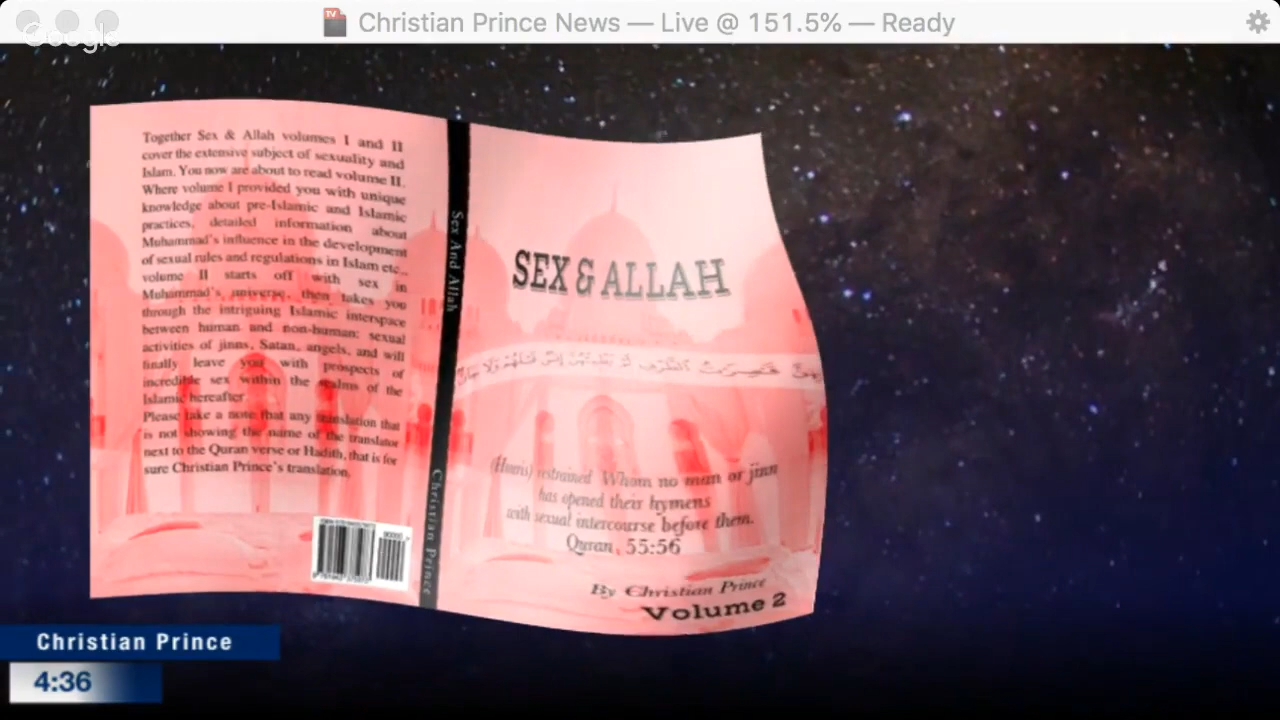 Christian Prince News — Live @ 151.5% — Ready
Google
Together Sex & Allah volumes I and II
cover the extensive subject of sexuality and
Islam. You now are about to read volume II.
Where volume I provided you with unique
knowledge about pre-Islamic and Islamic
practices, detailed information about
Muhammad's influence in the development
of sexual rules and regulations in Islam etc.,
volume II starts off with sex in
Muhammad's universe, then takes you
through the intriguing Islamic interspace
between human and non-human: sexual
activities of jinns, Satan, angels, and will
finally leave you with prospects of
incredible sex within the realms of the
Islamic hereafter.
Please take a note that any translation that
is not showing the name of the translator
next to the Quran verse or Hadith, that is for
sure Christian Prince's translation.
Sex And Allah
Christian Prince
SEX & ALLAH
(Houris) restrained Whom no man or jinn
has opened their hymens
with sexual intercourse before them.
Quran, 55:56
By Christian Prince
Volume 2
Christian Prince
4:36